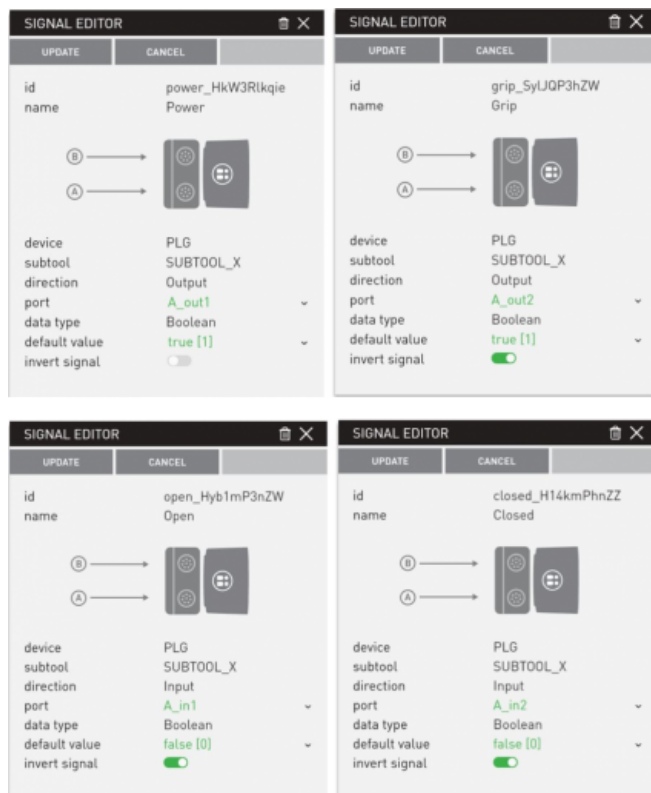 SIGNAL EDITOR
UPDATE CANCEL
id power_HkW3Rlkqie
name Power
B
A
device PLG
subtool SUBTOOL_X
direction Output
port A_out1
data type Boolean
default value true [1]
invert signal
SIGNAL EDITOR
UPDATE CANCEL
id grip_SylJQP3hZW
name Grip
B
A
device PLG
subtool SUBTOOL_X
direction Output
port A_out2
data type Boolean
default value true [1]
invert signal
SIGNAL EDITOR
UPDATE CANCEL
id open_Hyb1mP3nZW
name Open
B
A
device PLG
subtool SUBTOOL_X
direction Input
port A_in1
data type Boolean
default value false [0]
invert signal
SIGNAL EDITOR
UPDATE CANCEL
id closed_H14kmPhnZZ
name Closed
B
A
device PLG
subtool SUBTOOL_X
direction Input
port A_in2
data type Boolean
default value false [0]
invert signal